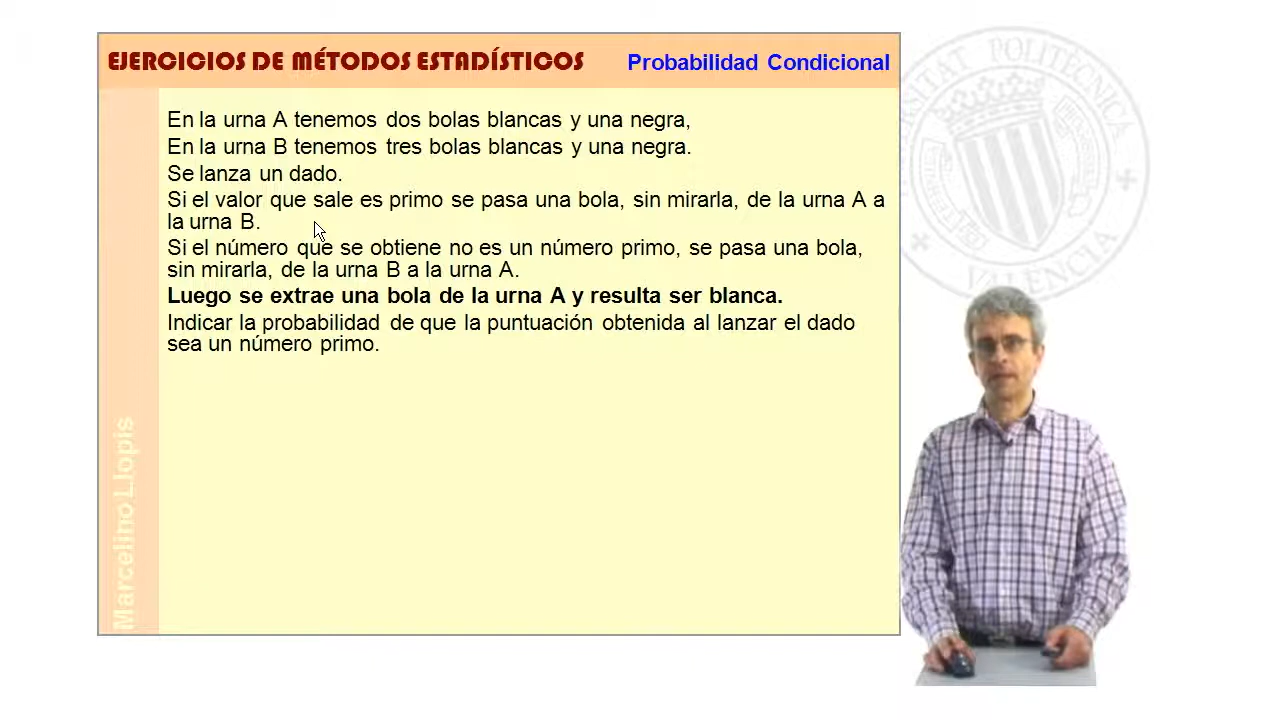 EJERCICIOS DE MÉTODOS ESTADÍSTICOS Probabilidad Condicional
En la urna A tenemos dos bolas blancas y una negra,
En la urna B tenemos tres bolas blancas y una negra.
Se lanza un dado.
Si el valor que sale es primo se pasa una bola, sin mirarla, de la urna A a
la urna B.
Si el número que se obtiene no es un número primo, se pasa una bola,
sin mirarla, de la urna B a la urna A.
Luego se extrae una bola de la urna A y resulta ser blanca.
Indicar la probabilidad de que la puntuación obtenida al lanzar el dado
sea un número primo.
Marcelino Llopis
POLITÈCNICA
VALÈNCIA